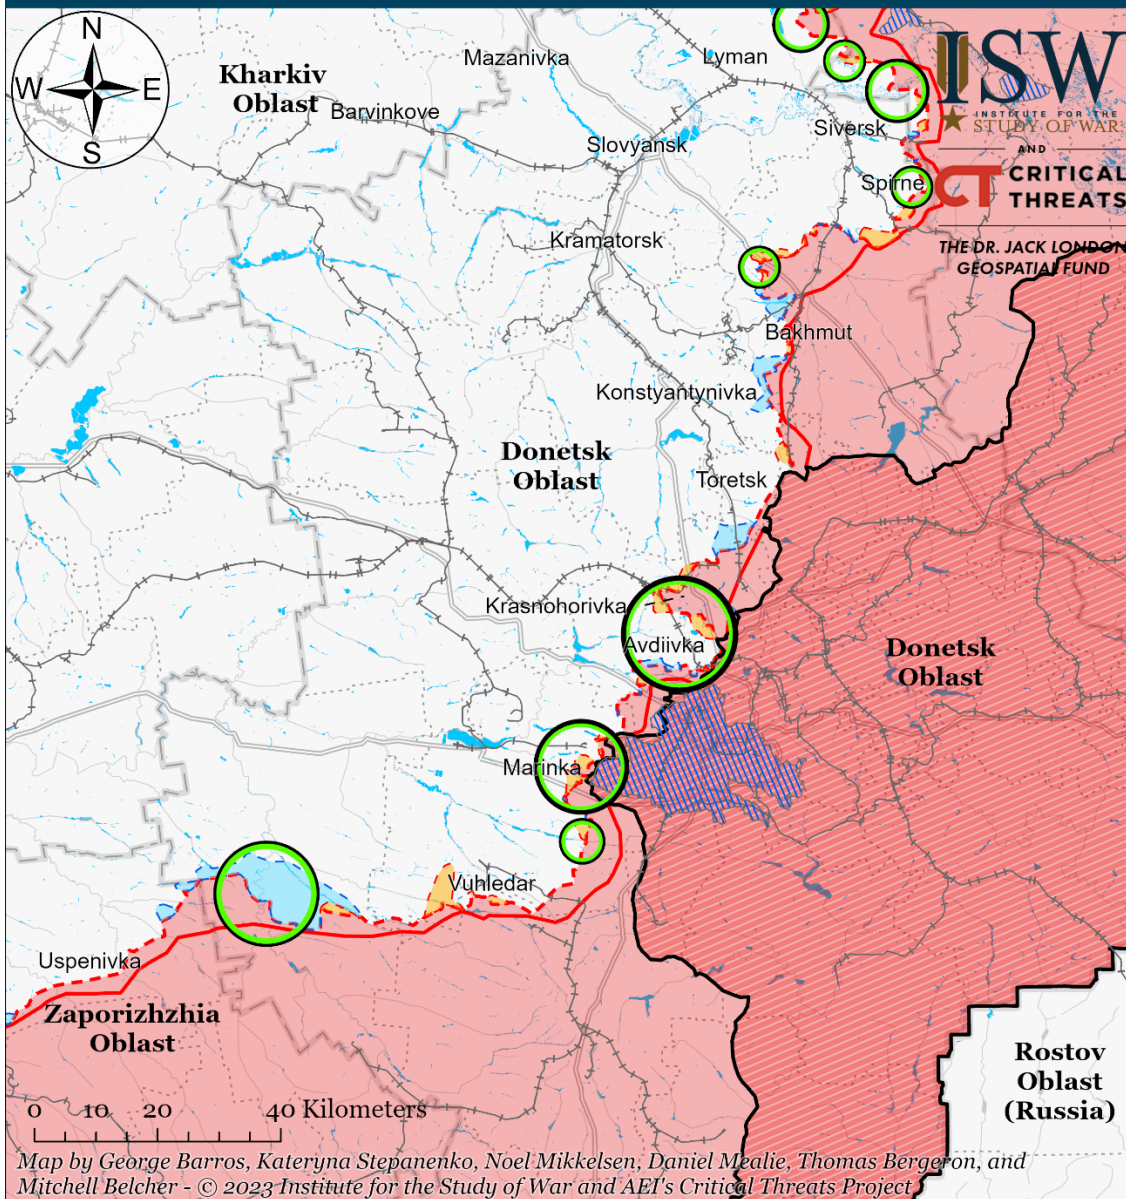 N
W E
S
Kharkiv
Oblast
Mazanivka
Lyman
Barvinkove
Slovyansk
Siversk
ISW
INSTITUTE FOR THE
STUDY OF WAR
AND
CT CRITICAL
THREATS
THE DR. JACK LONDON
GEOSPATIAL FUND
Spirne
Kramatorsk
Bakhmut
Konstyantynivka
Donetsk
Oblast
Toretsk
Krasnohorivka
Avdiivka
Donetsk
Oblast
Marinka
Vuhledar
Uspenivka
Zaporizhzhia
Oblast
Rostov
Oblast
(Russia)
0 10 20 40 Kilometers
Map by George Barros, Kateryna Stepanenko, Noel Mikkelsen, Daniel Mealie, Thomas Bergeron, and
Mitchell Belcher - © 2023 Institute for the Study of War and AEI's Critical Threats Project